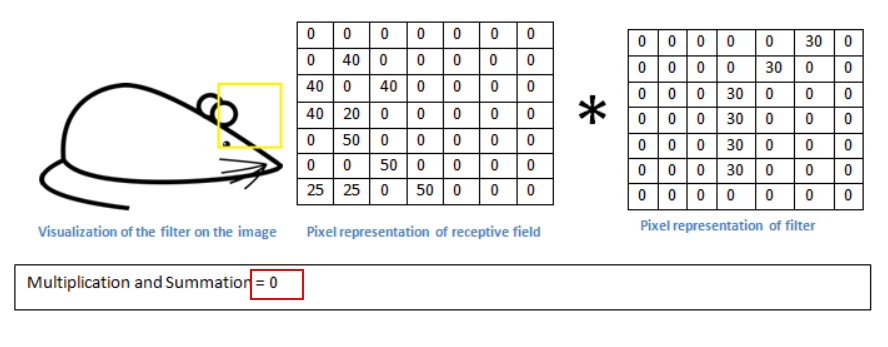 0 0 0 0 0 0 0
0 40 0 0 0 0 0
40 0 40 0 0 0 0
40 20 0 0 0 0 0
0 50 0 0 0 0 0
0 0 50 0 0 0 0
25 25 0 50 0 0 0
*
0 0 0 0 0 30 0
0 0 0 0 30 0 0
0 0 0 30 0 0 0
0 0 0 30 0 0 0
0 0 0 30 0 0 0
0 0 0 30 0 0 0
0 0 0 0 0 0 0
Visualization of the filter on the image
Pixel representation of receptive field
Pixel representation of filter
Multiplication and Summation = 0